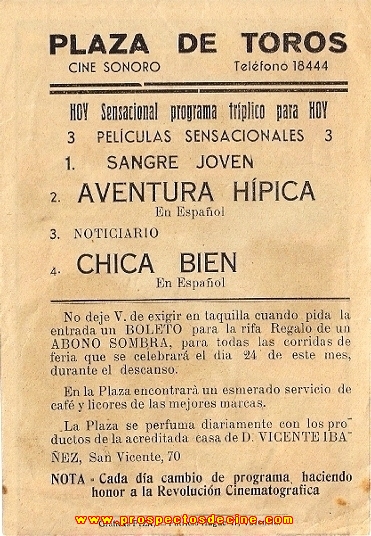 PLAZA DE TOROS
CINE SONORO Teléfono 18444
HOY Sensacional programa tríplico para HOY
3 PELÍCULAS SENSACIONALES 3
1. SANGRE JOVEN
2. AVENTURA HÍPICA
En Español
3. NOTICIARIO
4. CHICA BIEN
En Español
No deje V. de exigir en taquilla cuando pida la
entrada un BOLETO para la rifa Regalo de un
ABONO SOMBRA, para todas las corridas de
feria que se celebrará el dia 24 de este mes,
durante el descanso.
En la Plaza encontrará un esmerado servicio de
café y licores de las mejores marcas.
La Plaza se perfuma diariamente con los pro-
ductos de la acreditada casa de D. VICENTE IBA-
ÑEZ, San Vicente, 70
NOTA - Cada día cambio de programa, haciendo
honor a la Revolución Cinematografica
www.prospectosdecine.com